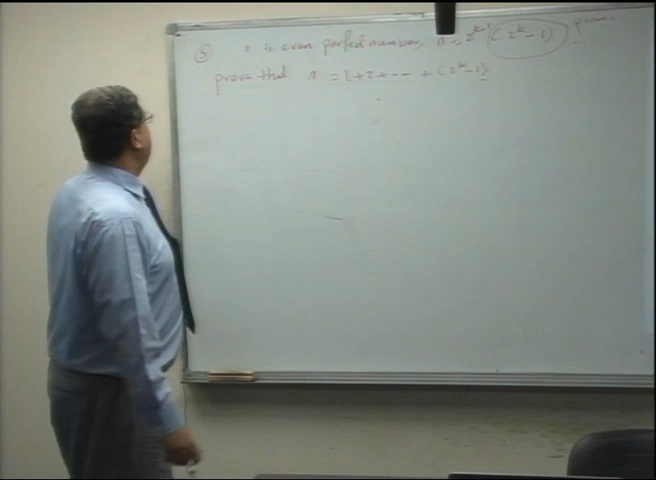 ③ n is even perfect number, n = 2^{k-1} (2^k - 1) prime.
prove that n = 1 + 2 + --- + (2^k - 1)